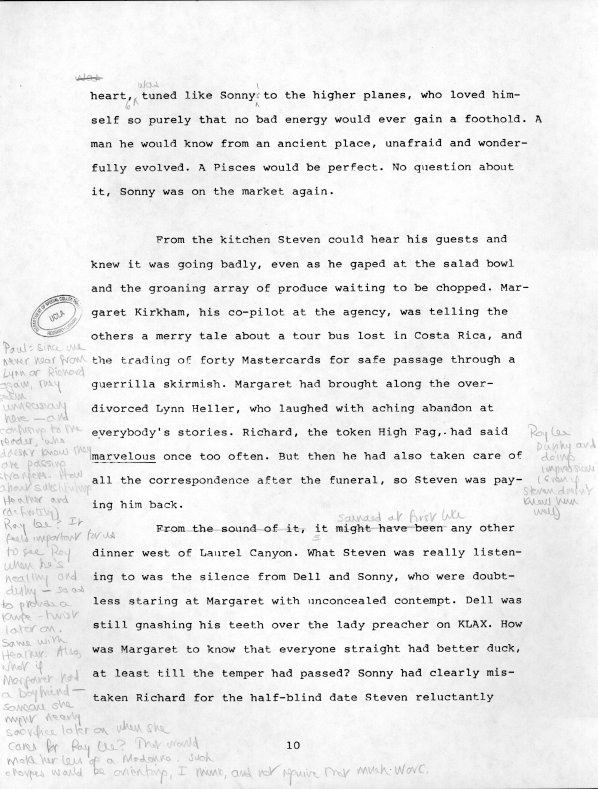 was
was
heart, tuned like Sonny to the higher planes, who loved him-
self so purely that no bad energy would ever gain a foothold. A
man he would know from an ancient place, unafraid and wonder-
fully evolved. A Pisces would be perfect. No question about
it, Sonny was on the market again.
From the kitchen Steven could hear his guests and
knew it was going badly, even as he gaped at the salad bowl
and the groaning array of produce waiting to be chopped. Mar-
garet Kirkham, his co-pilot at the agency, was telling the
others a merry tale about a tour bus lost in Costa Rica, and
the trading of forty Mastercards for safe passage through a
guerrilla skirmish. Margaret had brought along the over-
divorced Lynn Heller, who laughed with aching abandon at
everybody's stories. Richard, the token High Fag, had said
marvelous once too often. But then he had also taken care of
all the correspondence after the funeral, so Steven was pay-
ing him back.
sounded at first like
From the sound of it, it might have been any other
dinner west of Laurel Canyon. What Steven was really listen-
ing to was the silence from Dell and Sonny, who were doubt-
less staring at Margaret with unconcealed contempt. Dell was
still gnashing his teeth over the lady preacher on KLAX. How
was Margaret to know that everyone straight had better duck,
at least till the temper had passed? Sonny had clearly mis-
taken Richard for the half-blind date Steven reluctantly
10
UCLA
Paul: Since we
never hear from
Lynn or Richard
again, they
seem
unnecessary
here — and
confusing to the
reader, who
doesn't know they
are passing
strangers. How
about substituting
Heather and
Ray Lee? It
feels important for us
to see Ray
when he's
healthy and
dishy — so as
to provide a
later on.
Same with
Heather. Also,
what if
Margaret had
a boyfriend —
someone she
might nearly
sacrifice later on when she
cares for Ray Lee? That would
make her less of a Madonna. Such
changes would be orienting, I think, and not require that much work.
Ray Lee
and
doing
impressions
(even if
Steven doesn't
know him
well)